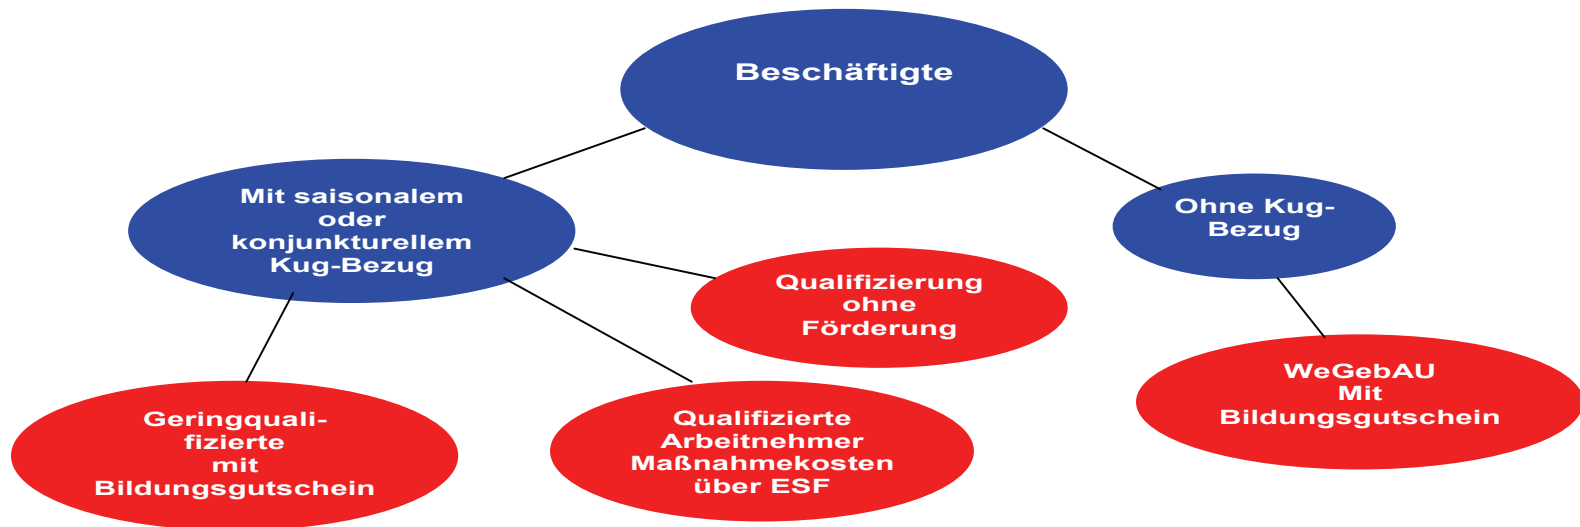 Beschäftigte
Mit saisonalem
oder
konjunkturellem
Kug-Bezug
Ohne Kug-
Bezug
Qualifizierung
ohne
Förderung
WeGebAU
Mit
Bildungsgutschein
Geringquali-
fizierte
mit
Bildungsgutschein
Qualifizierte
Arbeitnehmer
Maßnahmekosten
über ESF